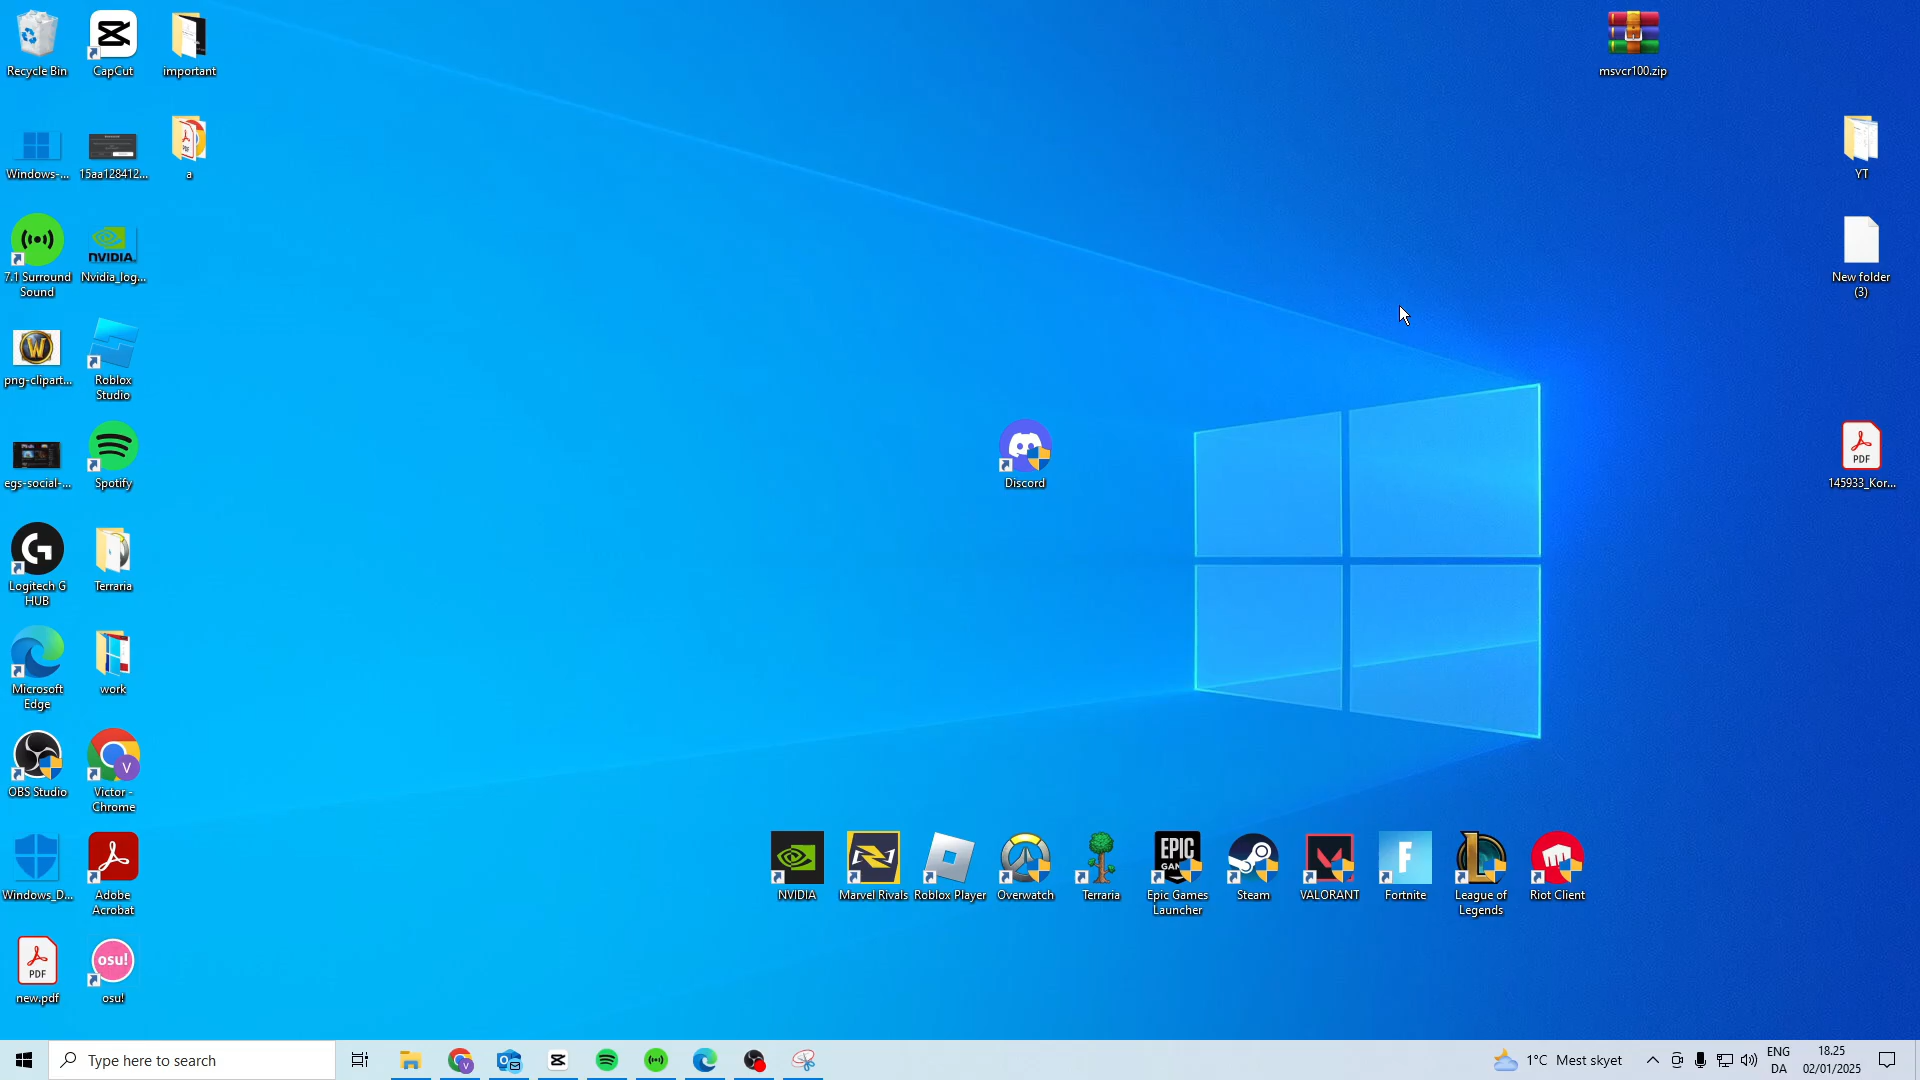 Recycle Bin
CapCut
important
msvcr100.zip
Windows-...
15aa128412...
a
YT
7.1 Surround
Sound
NVIDIA.
Nvidia_log...
New folder
(3)
png-clipart...
Roblox
Studio
egs-social-...
Spotify
Discord
PDF
145933_Kor...
Logitech G
HUB
Terraria
Microsoft
Edge
work
OBS Studio
V
Victor -
Chrome
Windows_D...
Adobe
Acrobat
NVIDIA
Marvel Rivals
Roblox Player
Overwatch
Terraria
EPIC
Epic Games
Launcher
Steam
VALORANT
F
Fortnite
League of
Legends
Riot Client
PDF
new.pdf
osu!
osu!
Type here to search
1°C Mest skyet
ENG
DA
18.25
02/01/2025